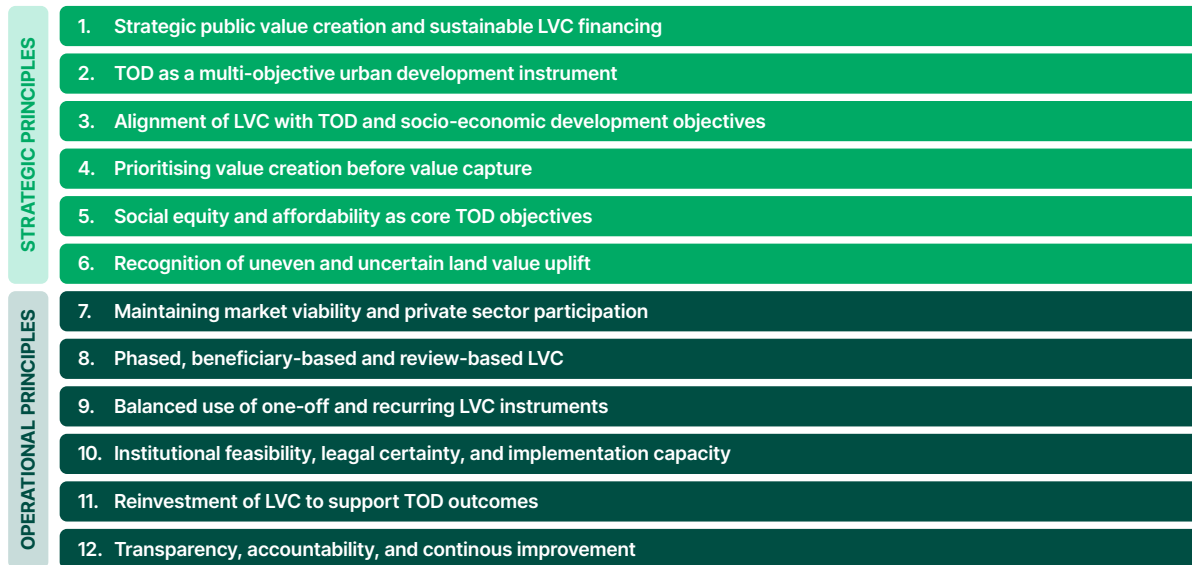 STRATEGIC PRINCIPLES
1. Strategic public value creation and sustainable LVC financing
2. TOD as a multi-objective urban development instrument
3. Alignment of LVC with TOD and socio-economic development objectives
4. Prioritising value creation before value capture
5. Social equity and affordability as core TOD objectives
6. Recognition of uneven and uncertain land value uplift
OPERATIONAL PRINCIPLES
7. Maintaining market viability and private sector participation
8. Phased, beneficiary-based and review-based LVC
9. Balanced use of one-off and recurring LVC instruments
10. Institutional feasibility, leagal certainty, and implementation capacity
11. Reinvestment of LVC to support TOD outcomes
12. Transparency, accountability, and continous improvement